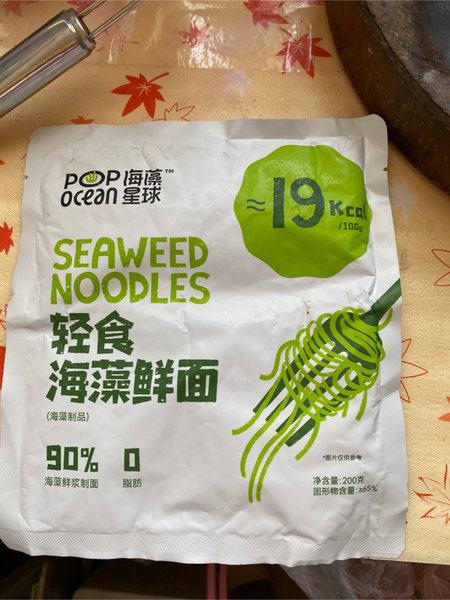 POP 海藻™
ocean 星球
≈19Kcal
/100g
SEAWEED
NOODLES
轻食
海藻鲜面
(海藻制品)
90% 0
海藻鲜浆制面 脂肪
*图片仅供参考
净含量:200克
固形物含量:≥65%